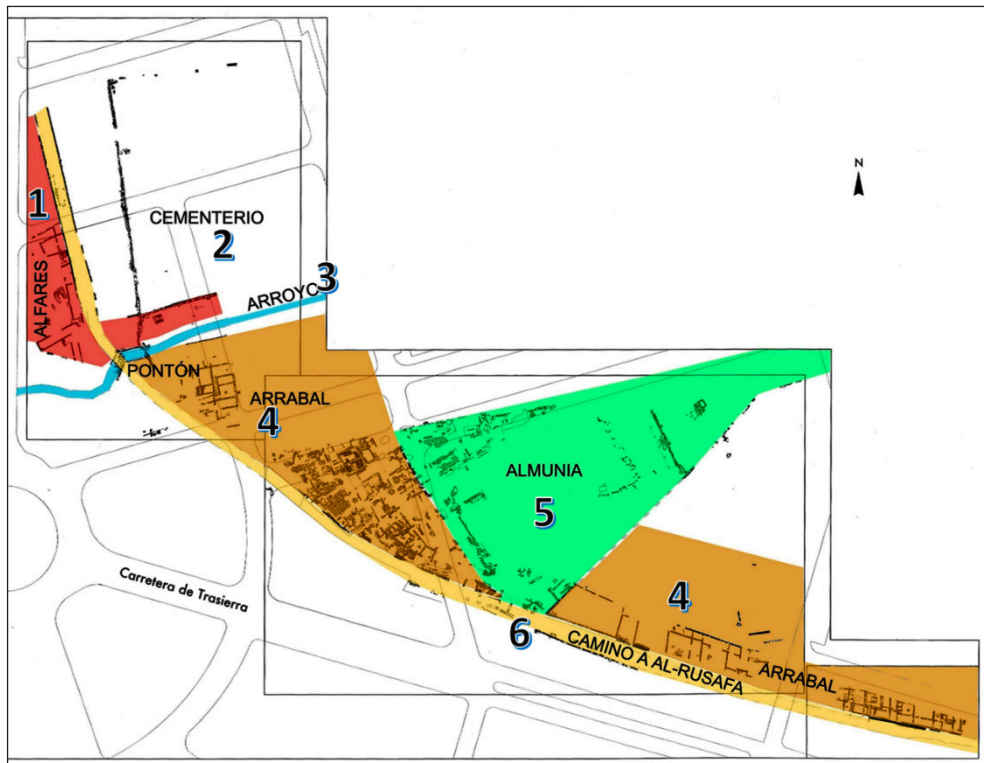 N
1
CEMENTERIO
2
ALFARES
3
ARROYO
PONTÓN
ARRABAL
4
ALMUNIA
5
Carretera de Trasierra
4
6
CAMINO A AL-RUSAFA
ARRABAL